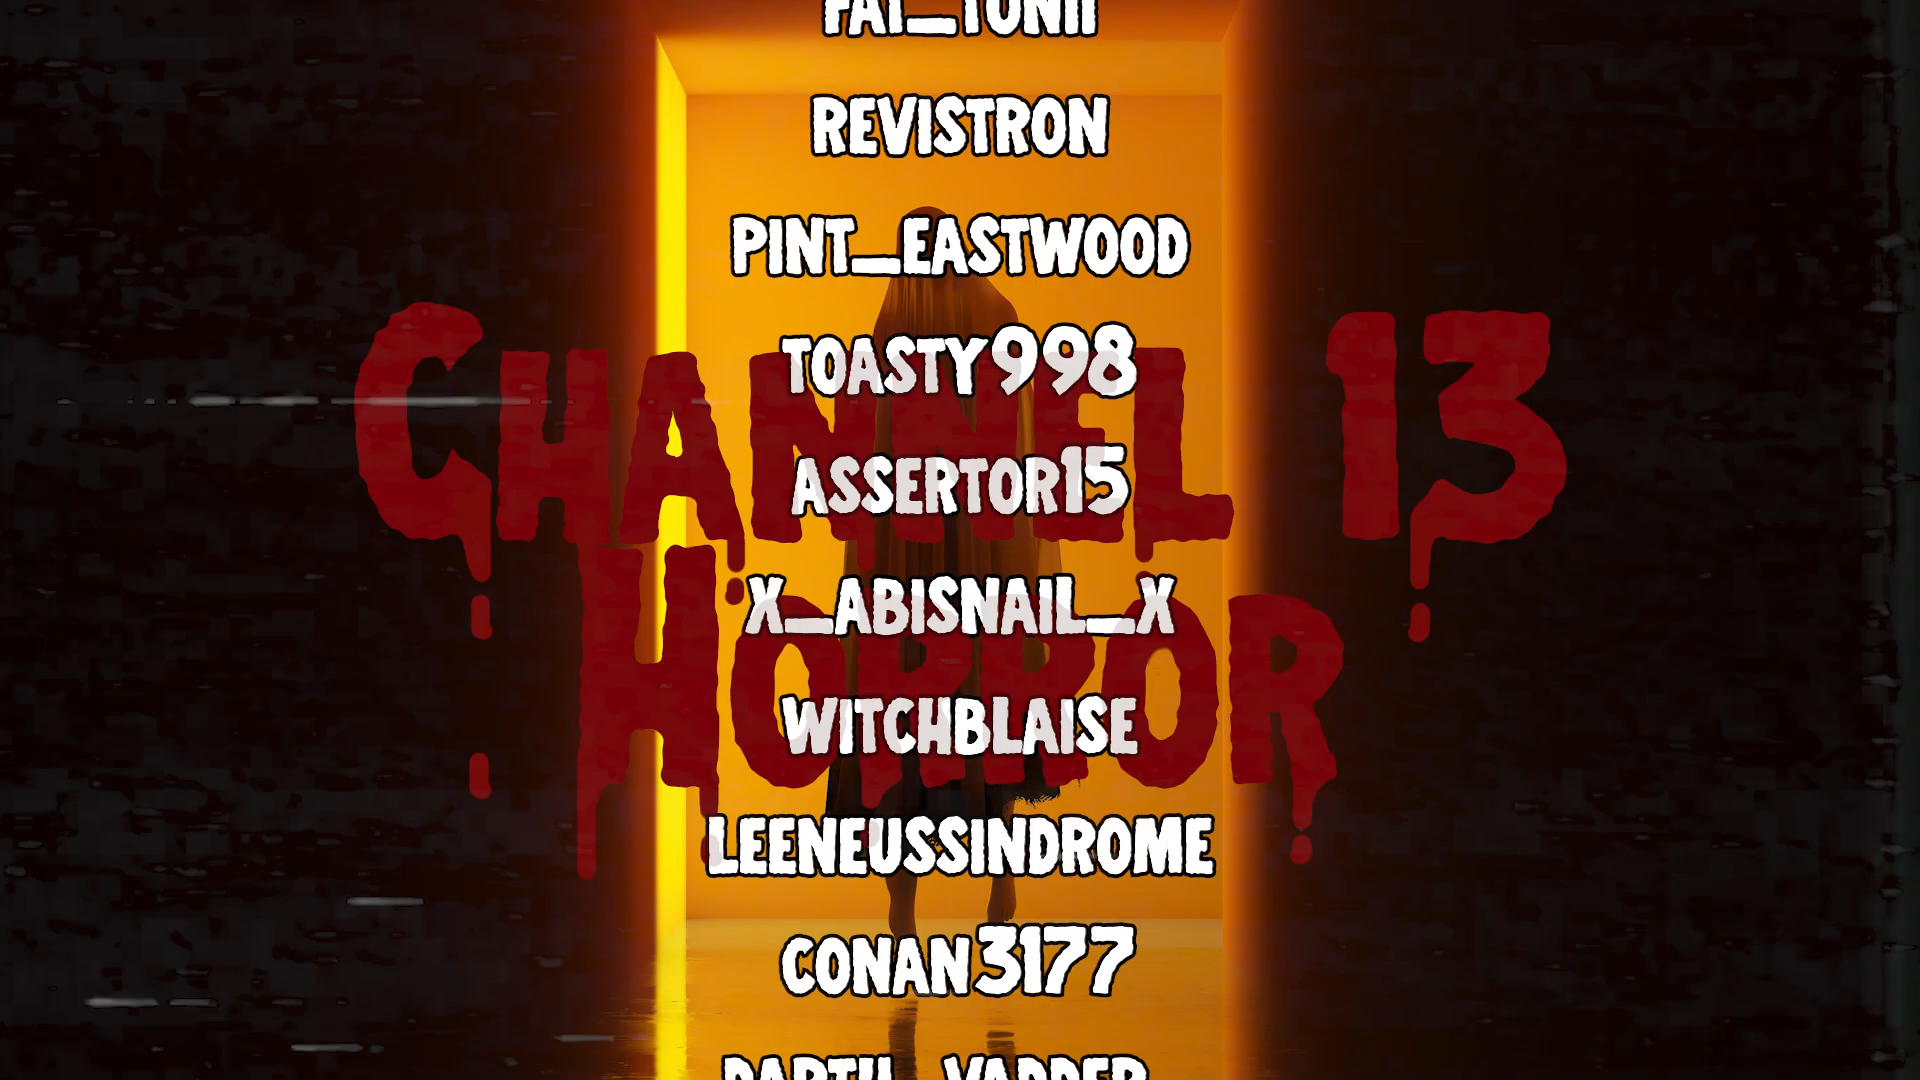 REVISTRON
PINT_EASTWOOD
TOASTY998
CHANNEL 13
ASSERTOR15
X_ABISNAIL_X
HORROR
WITCHBLAISE
LEENEUSSINDROME
CONAN3177